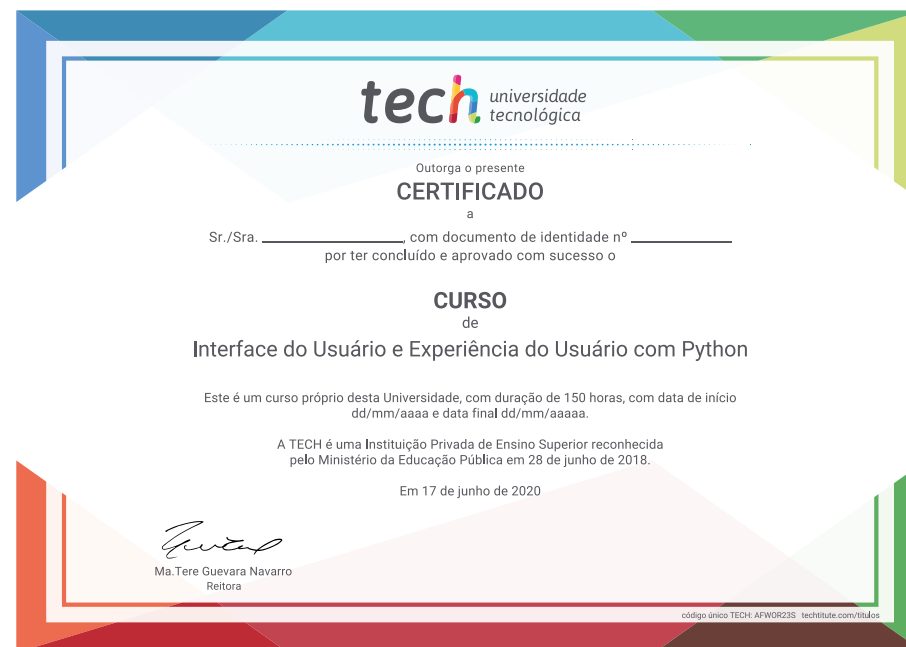 tech universidade
tecnológica
Outorga o presente
CERTIFICADO
a
Sr./Sra. ____________________, com documento de identidade nº ______________
por ter concluído e aprovado com sucesso o
CURSO
de
Interface do Usuário e Experiência do Usuário com Python
Este é um curso próprio desta Universidade, com duração de 150 horas, com data de início
dd/mm/aaaa e data final dd/mm/aaaaa.
A TECH é uma Instituição Privada de Ensino Superior reconhecida
pelo Ministério da Educação Pública em 28 de junho de 2018.
Em 17 de junho de 2020
Ma.Tere Guevara Navarro
Reitora
código único TECH: AFWOR23S techtitute.com/títulos